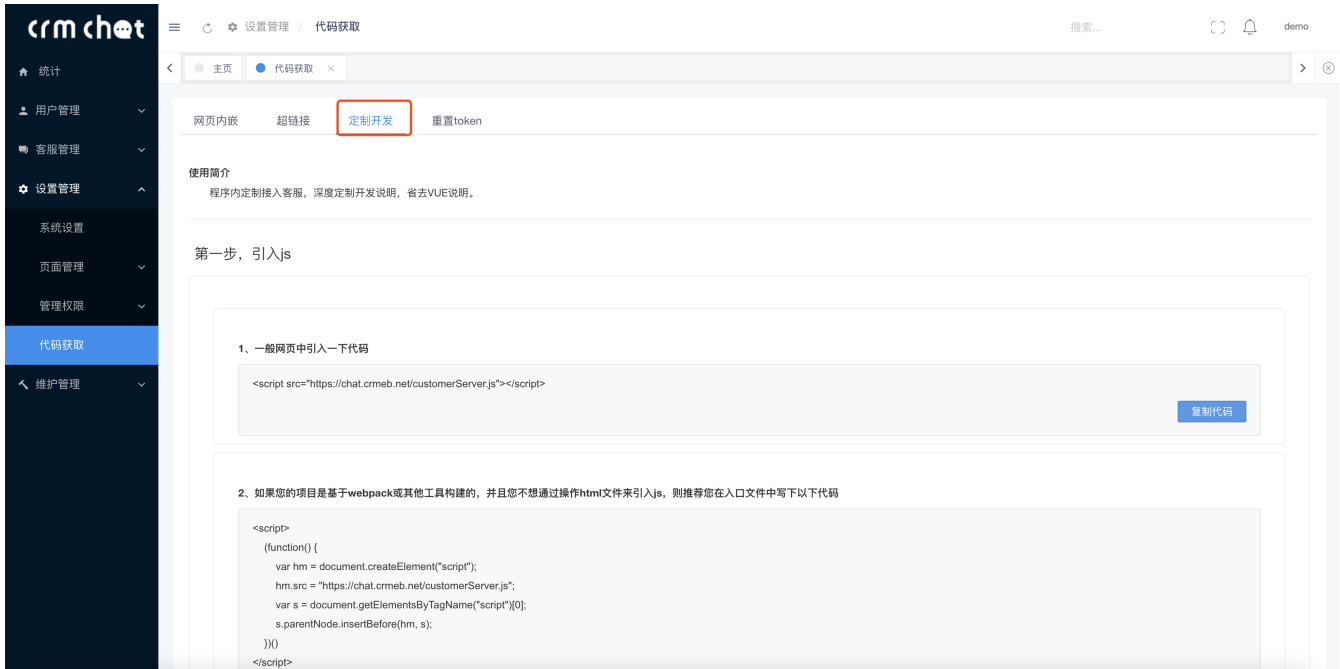 crm chat
设置管理 / 代码获取
搜索...
demo
统计
主页
代码获取 ×
用户管理
网页内嵌
超链接
定制开发
重置token
客服管理
使用简介
设置管理
程序内定制接入客服，深度定制开发说明，省去VUE说明。
系统设置
第一步，引入js
页面管理
管理权限
代码获取
1、一般网页中引入一下代码
维护管理
<script src="https://chat.crmeb.net/customerServer.js"></script>
复制代码
2、如果您的项目是基于webpack或其他工具构建的，并且您不想通过操作html文件来引入js，则推荐您在入口文件中写下以下代码
<script>
(function() {
var hm = document.createElement("script");
hm.src = "https://chat.crmeb.net/customerServer.js";
var s = document.getElementsByTagName("script")[0];
s.parentNode.insertBefore(hm, s);
})()
</script>